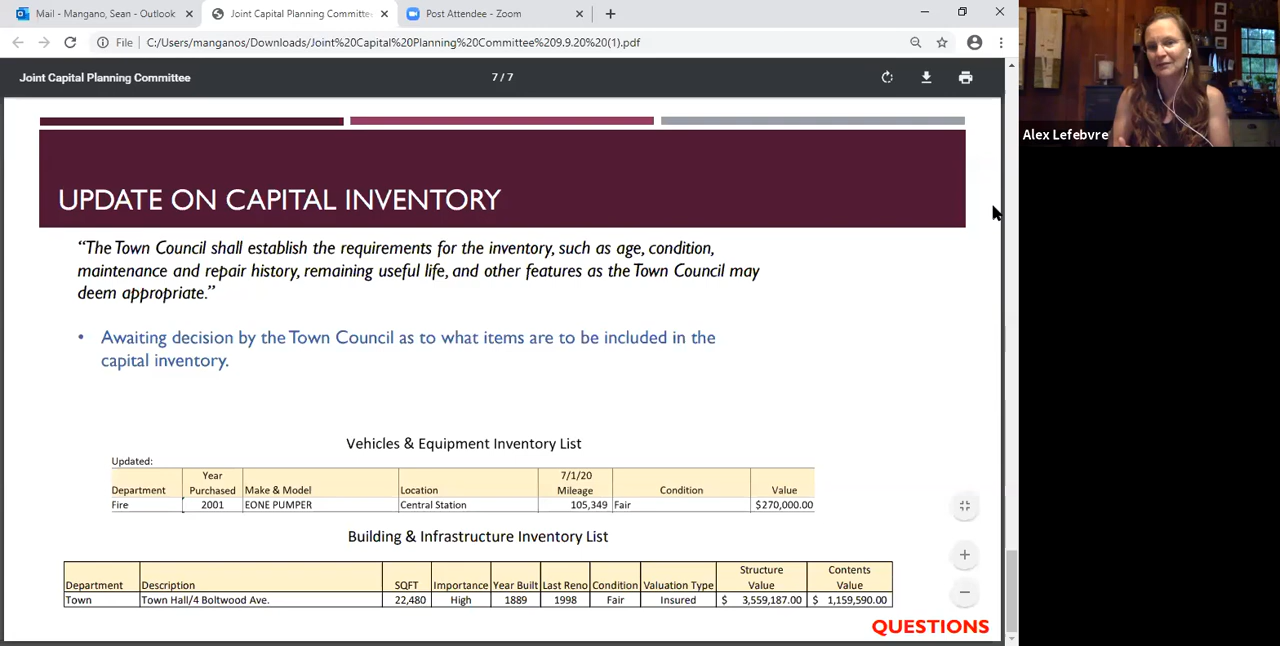 Mail - Mangano, Sean - Outlook
Joint Capital Planning Committe
Post Attendee - Zoom
File
C:/Users/manganos/Downloads/Joint%20Capital%20Planning%20Committee%209.9.20%20(1).pdf
Joint Capital Planning Committee
7 / 7
Alex Lefebvre
UPDATE ON CAPITAL INVENTORY
“The Town Council shall establish the requirements for the inventory, such as age, condition,
maintenance and repair history, remaining useful life, and other features as the Town Council may
deem appropriate.”
• Awaiting decision by the Town Council as to what items are to be included in the
capital inventory.
Vehicles & Equipment Inventory List
Updated:
Year 7/1/20
Department Purchased Make & Model Location Mileage Condition Value
Fire 2001 EONE PUMPER Central Station 105,349 Fair $270,000.00
Building & Infrastructure Inventory List
Structure Contents
Department Description SQFT Importance Year Built Last Reno Condition Valuation Type Value Value
Town Town Hall/4 Boltwood Ave. 22,480 High 1889 1998 Fair Insured $ 3,559,187.00 $ 1,159,590.00
QUESTIONS